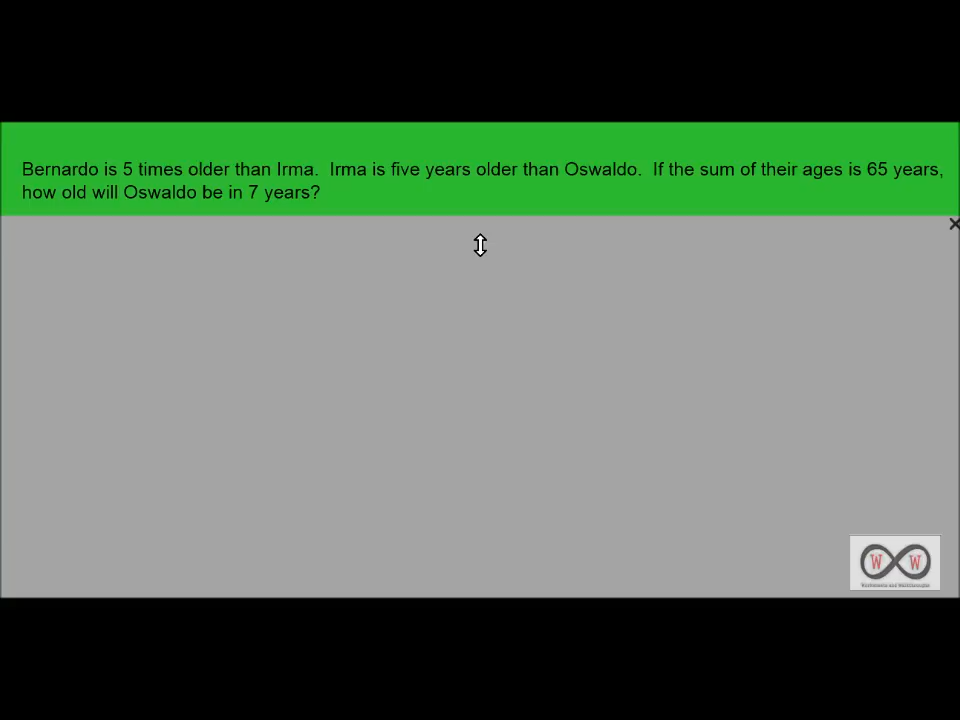 Bernardo is 5 times older than Irma.  Irma is five years older than Oswaldo.  If the sum of their ages is 65 years,
how old will Oswaldo be in 7 years?
W W